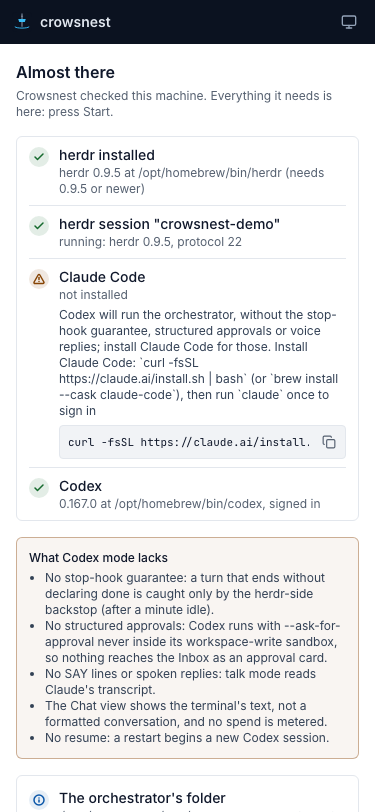 crowsnest
Almost there
Crowsnest checked this machine. Everything it needs is
here: press Start.
herdr installed
herdr 0.9.5 at /opt/homebrew/bin/herdr (needs
0.9.5 or newer)
herdr session "crowsnest-demo"
running: herdr 0.9.5, protocol 22
Claude Code
not installed
Codex will run the orchestrator, without the stop-
hook guarantee, structured approvals or voice
replies; install Claude Code for those. Install
Claude Code: `curl -fsSL
https://claude.ai/install.sh | bash` (or `brew install
--cask claude-code`), then run `claude` once to
sign in
curl -fsSL https://claude.ai/install.
Codex
0.167.0 at /opt/homebrew/bin/codex, signed in
What Codex mode lacks
• No stop-hook guarantee: a turn that ends without
declaring done is caught only by the herdr-side
backstop (after a minute idle).
• No structured approvals: Codex runs with --ask-for-
approval never inside its workspace-write sandbox,
so nothing reaches the Inbox as an approval card.
• No SAY lines or spoken replies: talk mode reads
Claude's transcript.
• The Chat view shows the terminal's text, not a
formatted conversation, and no spend is metered.
• No resume: a restart begins a new Codex session.
The orchestrator's folder